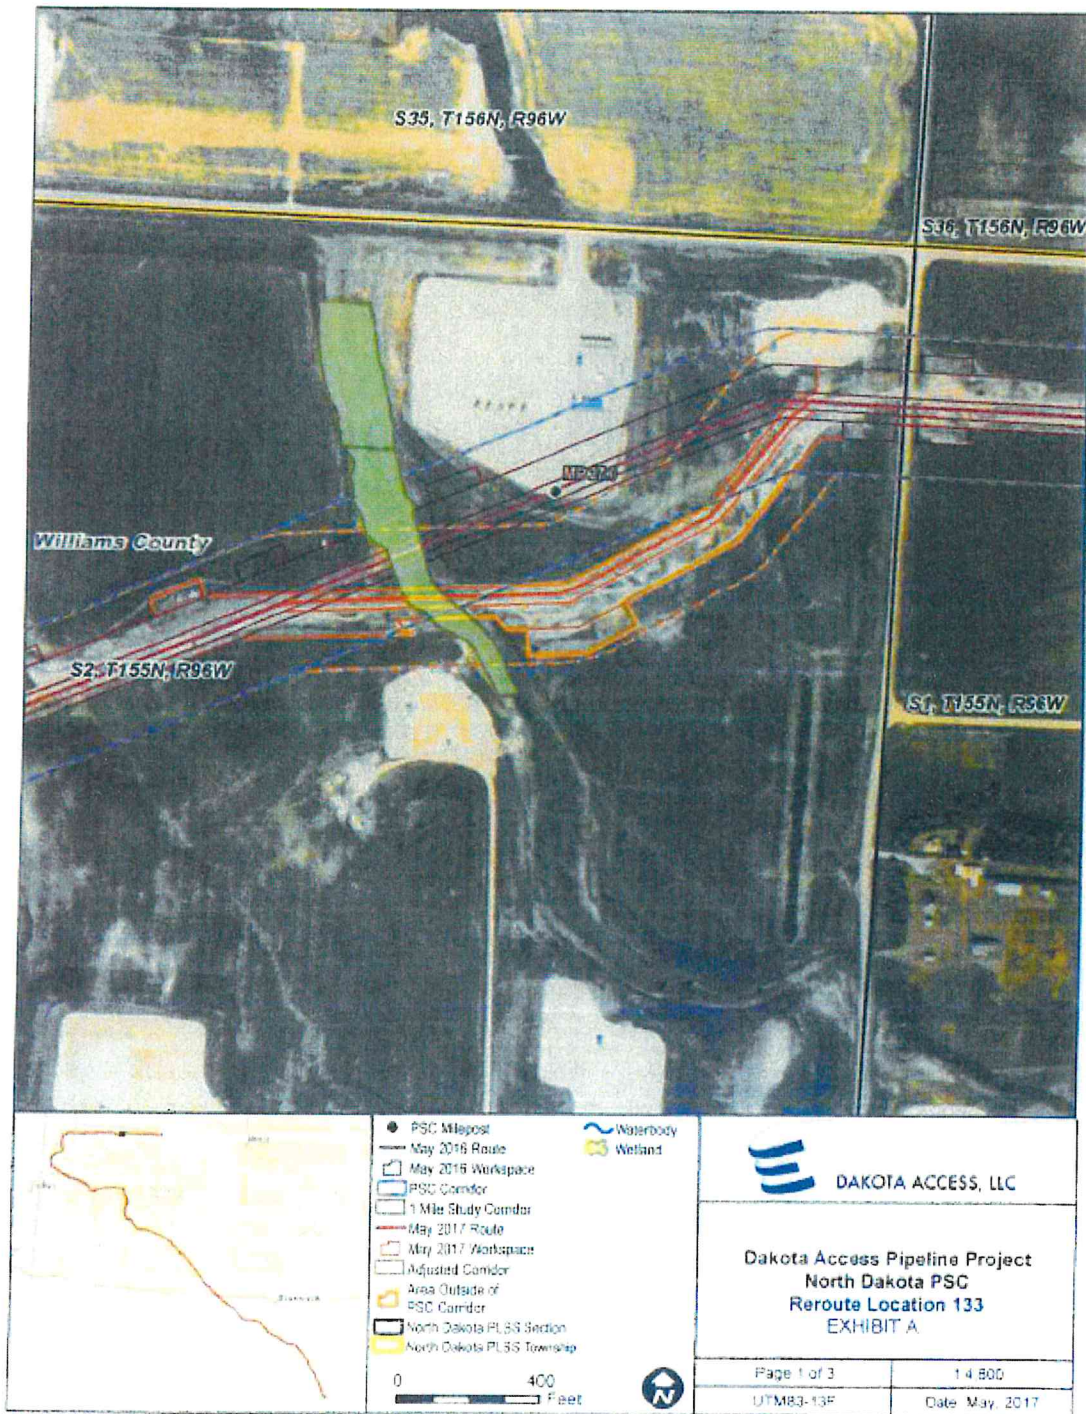 S35, T156N, R96W
S36, T156N, R96W
Williams County
S2, T155N, R96W
S1, T155N, R96W
PSC Milepost
May 2016 Route
May 2016 Workspace
PSC Corridor
1 Mile Study Corridor
May 2017 Route
May 2017 Workspace
Adjusted Corridor
Area Outside of
PSC Corridor
North Dakota PLSS Section
North Dakota PLSS Township
Waterbody
Wetland
0 400
Feet
N
DAKOTA ACCESS, LLC
Dakota Access Pipeline Project
North Dakota PSC
Reroute Location 133
EXHIBIT A
Page 1 of 3
1:4,800
Date: May, 2017